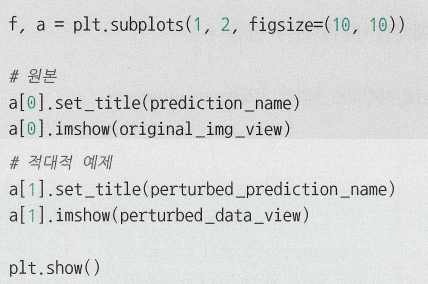 f, a = plt.subplots(1, 2, figsize=(10, 10))
# 원본
a[0].set_title(prediction_name)
a[0].imshow(original_img_view)
# 적대적 예제
a[1].set_title(perturbed_prediction_name)
a[1].imshow(perturbed_data_view)
plt.show()